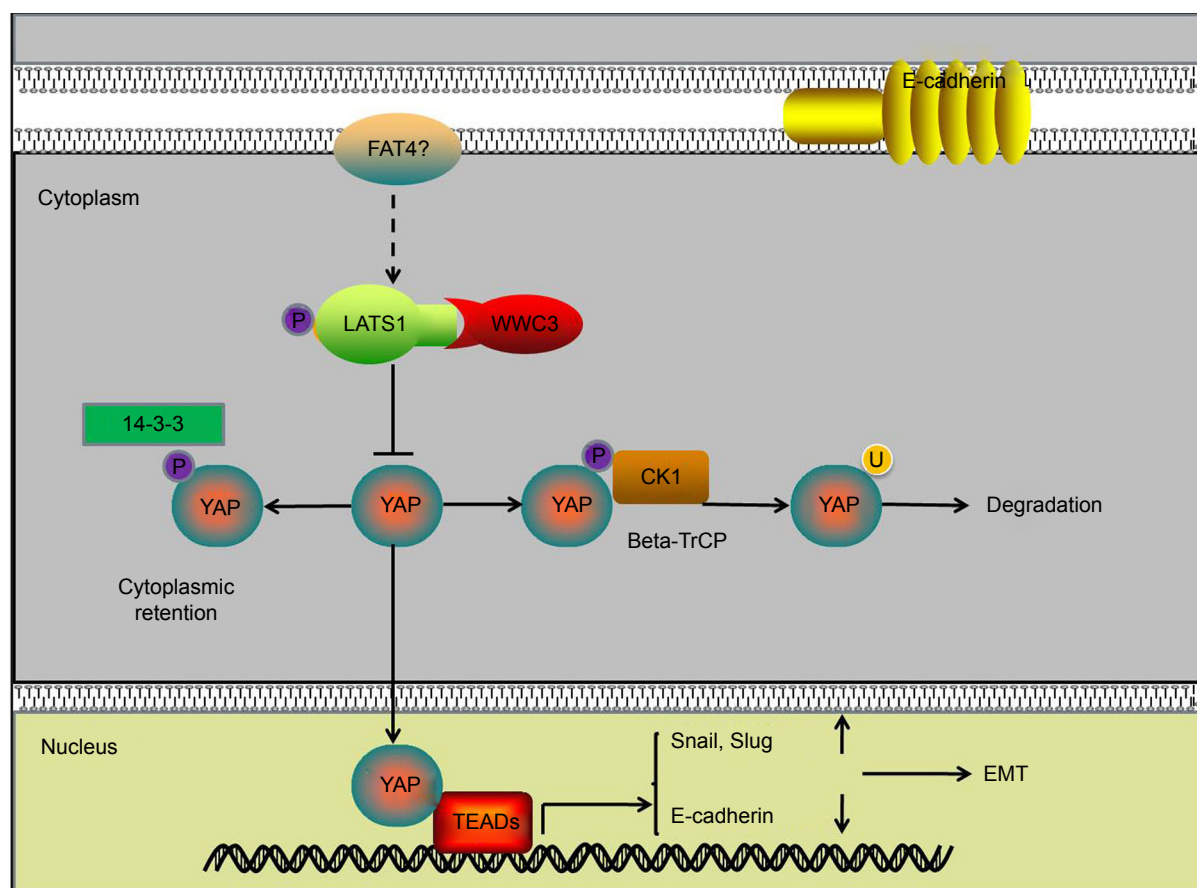 E-cadherin
FAT4?
Cytoplasm
P
LATS1
WWC3
14-3-3
P
YAP
YAP
P
YAP
CK1
Beta-TrCP
U
YAP
Degradation
Cytoplasmic
retention
Nucleus
YAP
TEADs
Snail, Slug
E-cadherin
EMT